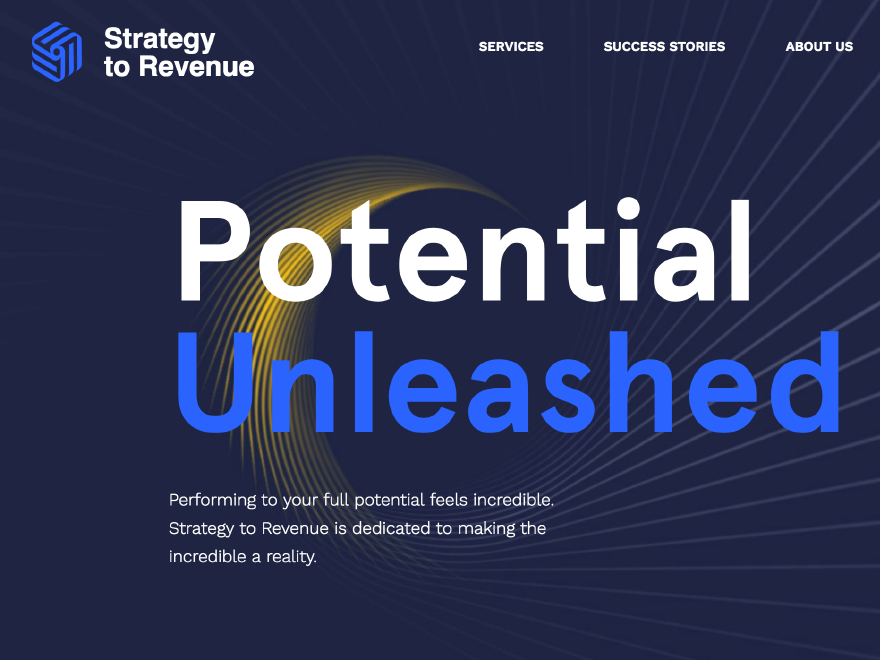 Strategy
to Revenue
SERVICES
SUCCESS STORIES
ABOUT US
Potential
Unleashed
Performing to your full potential feels incredible.
Strategy to Revenue is dedicated to making the
incredible a reality.